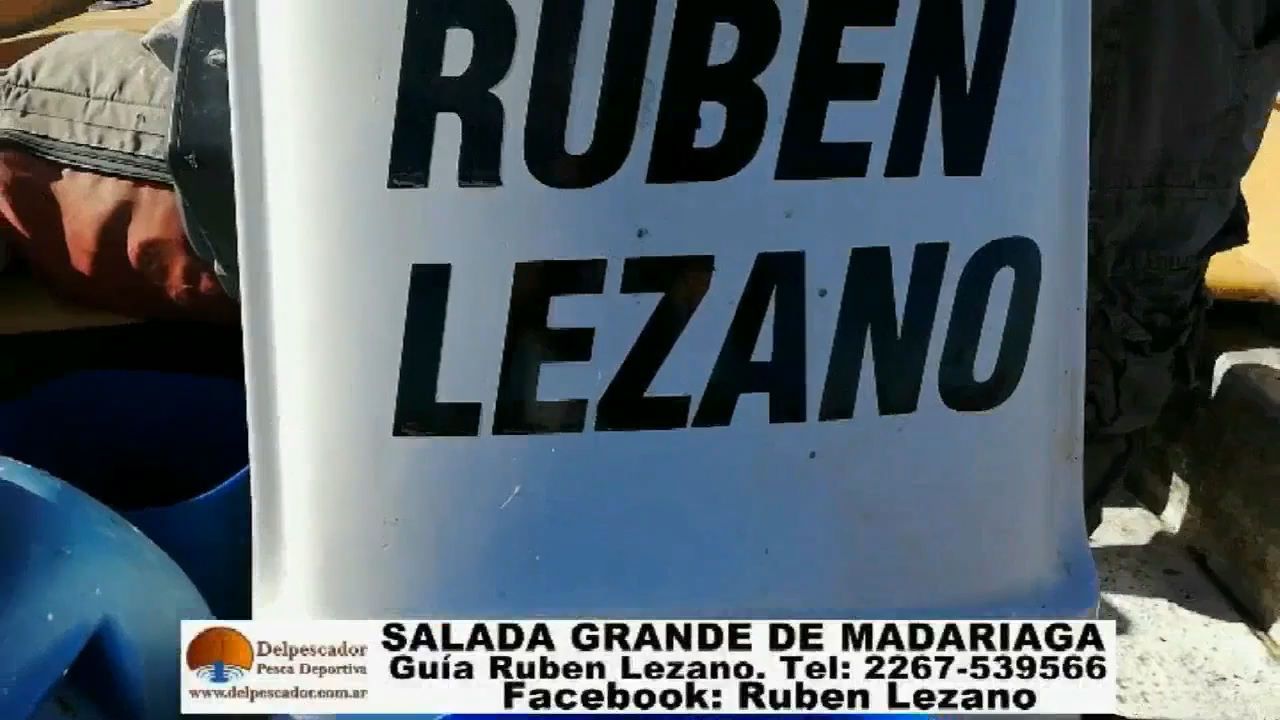 RUBEN
LEZANO
Delpescador
Pesca Deportiva
www.delpescador.com.ar
SALADA GRANDE DE MADARIAGA
Guía Ruben Lezano. Tel: 2267-539566
Facebook: Ruben Lezano